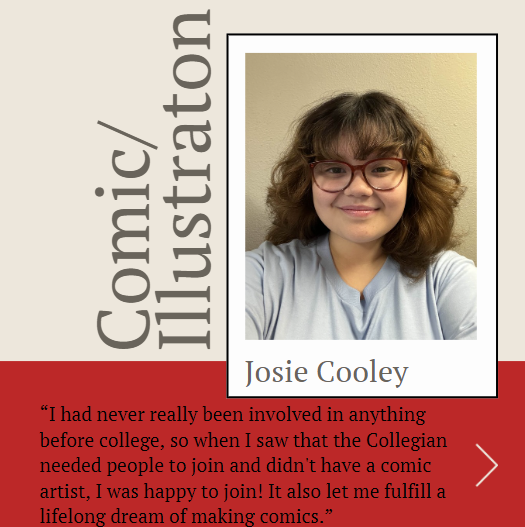 Comic/
Illustraton
Josie Cooley
“I had never really been involved in anything
before college, so when I saw that the Collegian
needed people to join and didn't have a comic
artist, I was happy to join! It also let me fulfill a
lifelong dream of making comics.”